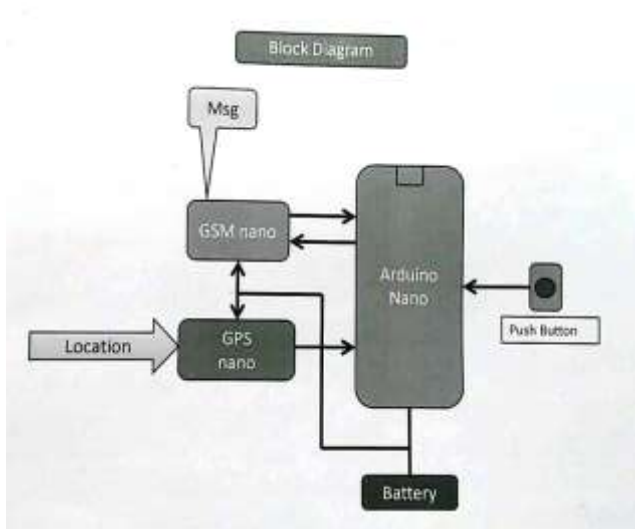 Block Diagram
Msg
GSM nano
Arduino
Nano
Push Button
Location
GPS
nano
Battery